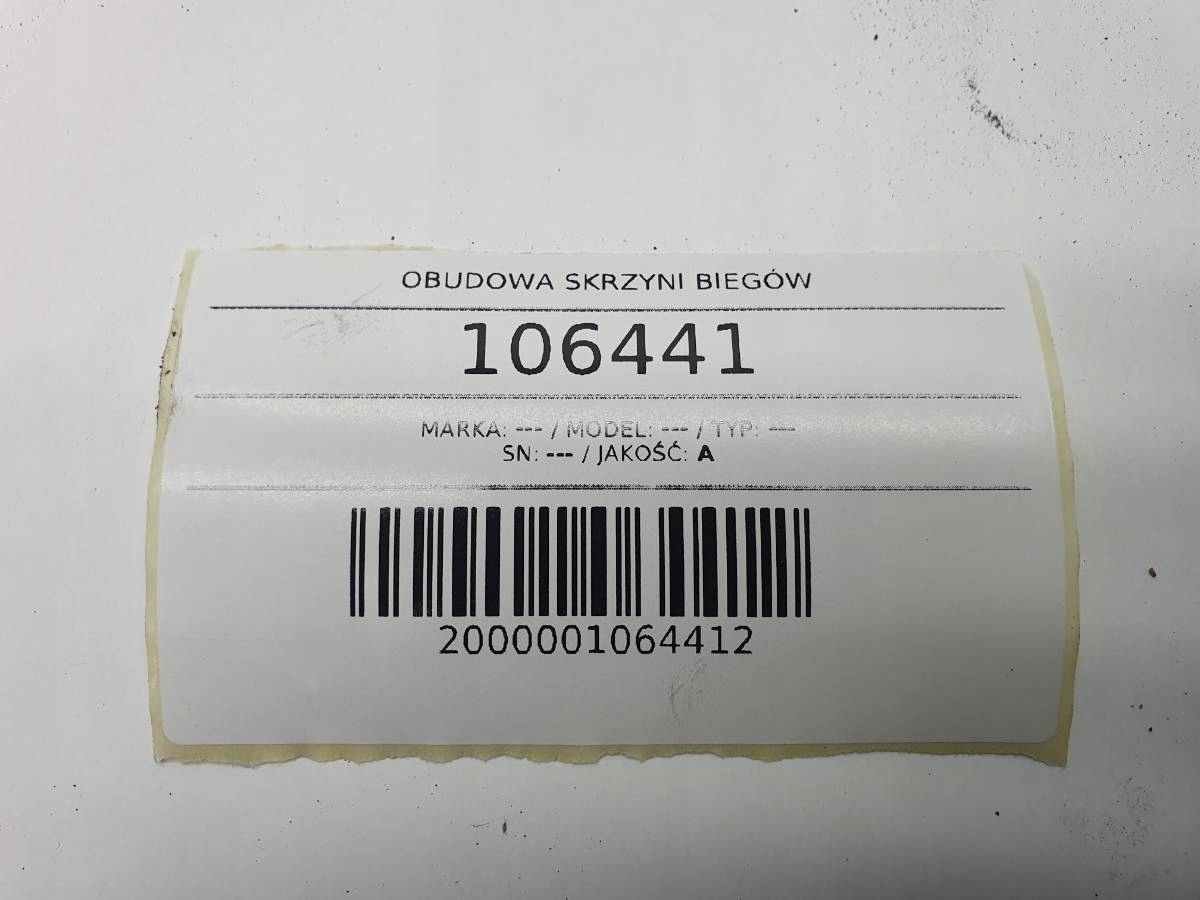 OBUDOWA SKRZYNI BIEGÓW
106441
MARKA: --- / MODEL: --- / TYP: ---
SN: --- / JAKOŚĆ: A
2000001064412